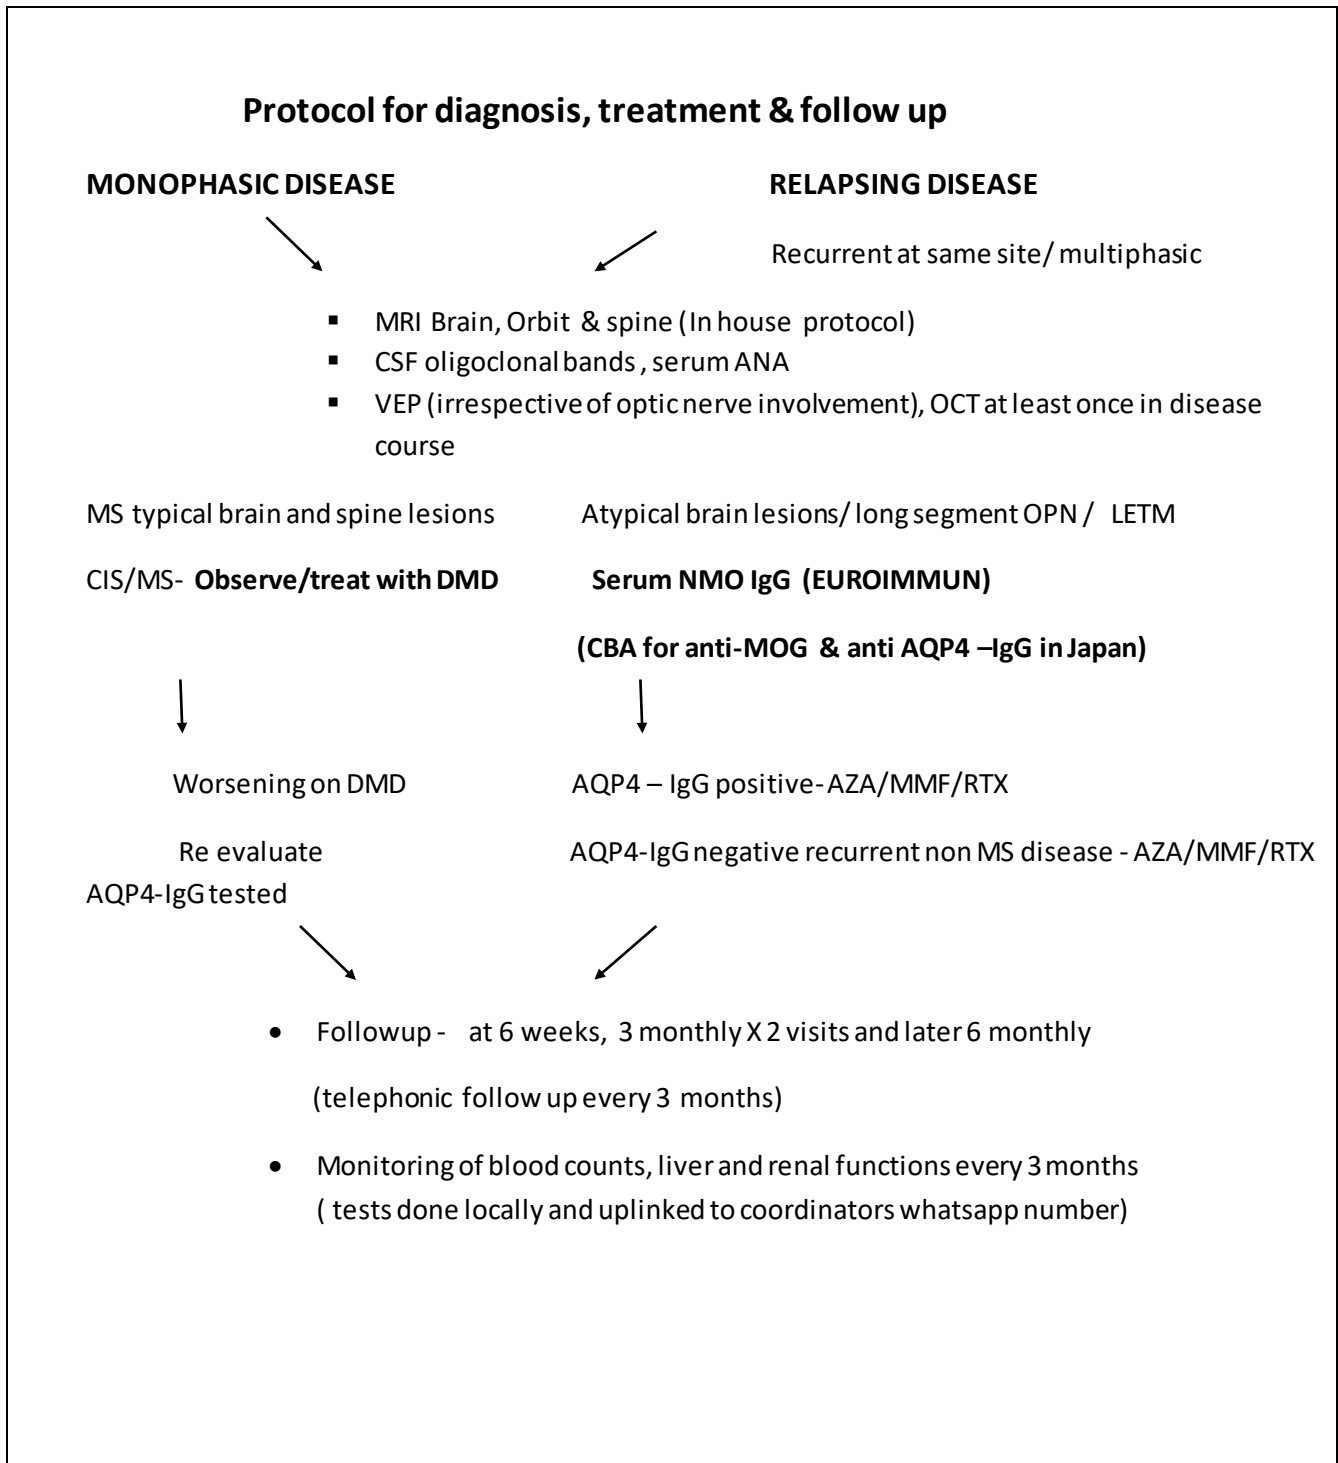 Protocol for diagnosis, treatment & follow up
MONOPHASIC DISEASE RELAPSING DISEASE
Recurrent at same site/ multiphasic
▪ MRI Brain, Orbit & spine (In house protocol)
▪ CSF oligoclonal bands , serum ANA
▪ VEP (irrespective of optic nerve involvement), OCT at least once in disease
course
MS typical brain and spine lesions Atypical brain lesions/ long segment OPN / LETM
CIS/MS- Observe/treat with DMD Serum NMO IgG (EUROIMMUN)
(CBA for anti-MOG & anti AQP4 –IgG in Japan)
Worsening on DMD AQP4 – IgG positive- AZA/MMF/RTX
Re evaluate AQP4-IgG negative recurrent non MS disease - AZA/MMF/RTX
AQP4-IgG tested
• Followup - at 6 weeks, 3 monthly X 2 visits and later 6 monthly
(telephonic follow up every 3 months)
• Monitoring of blood counts, liver and renal functions every 3 months
( tests done locally and uplinked to coordinators whatsapp number)